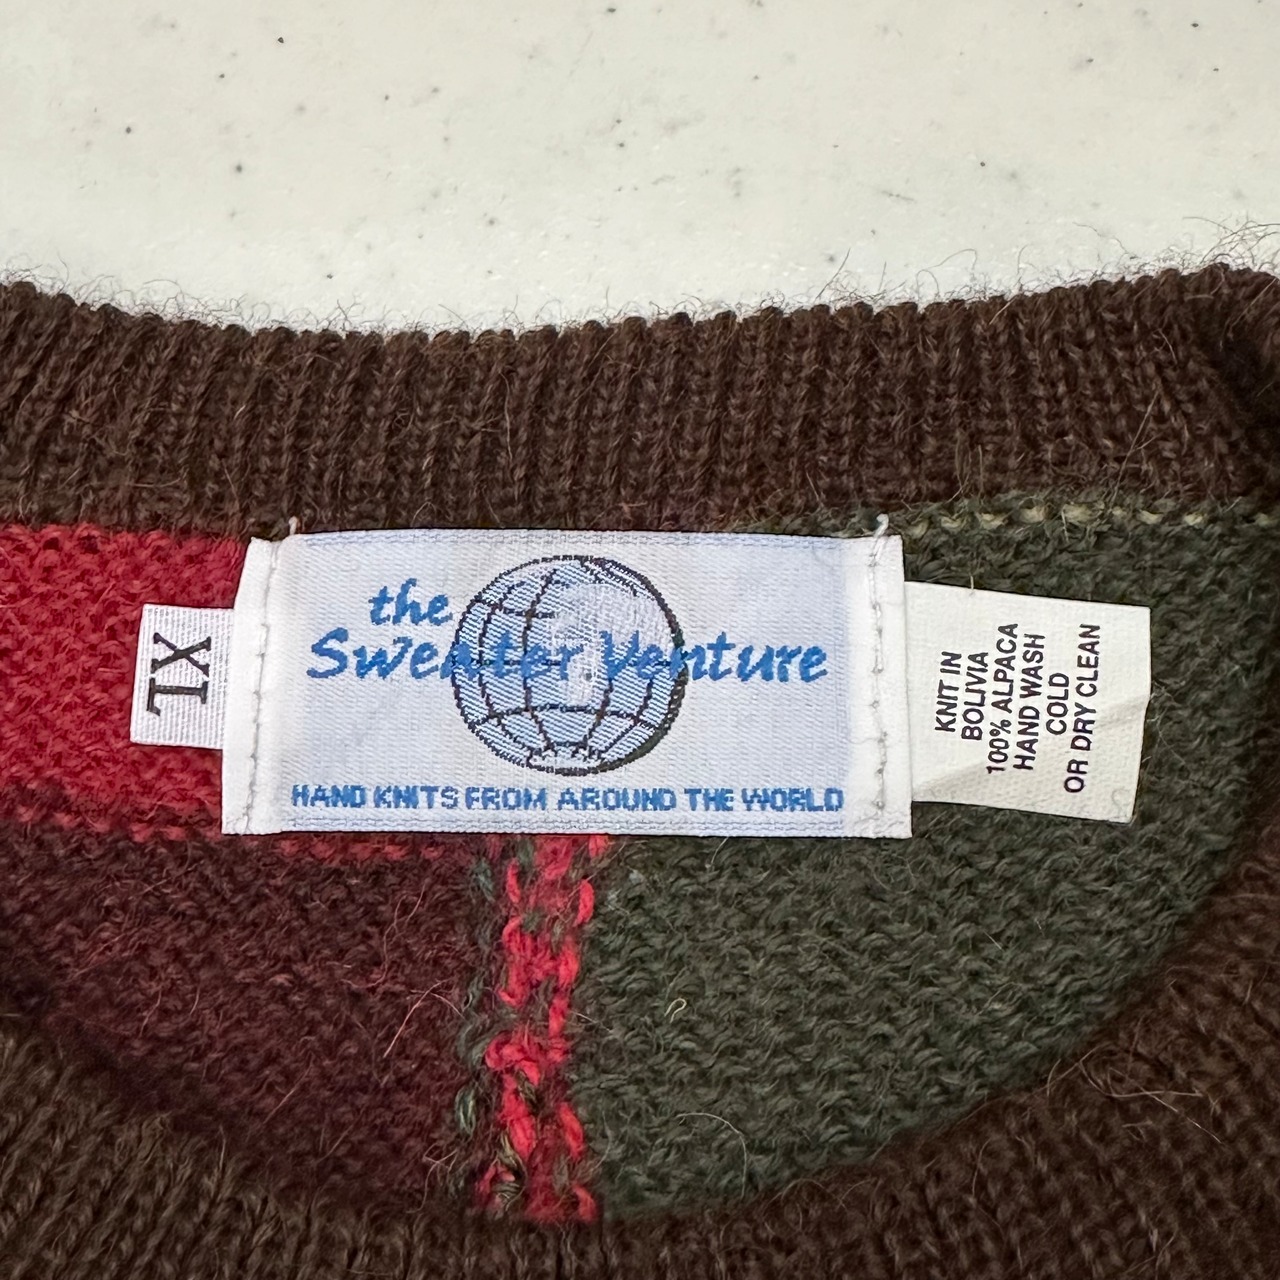 XL
the
Sweater Venture
HAND KNITS FROM AROUND THE WORLD
KNIT IN
BOLIVIA
100% ALPACA
HAND WASH
COLD
OR DRY CLEAN